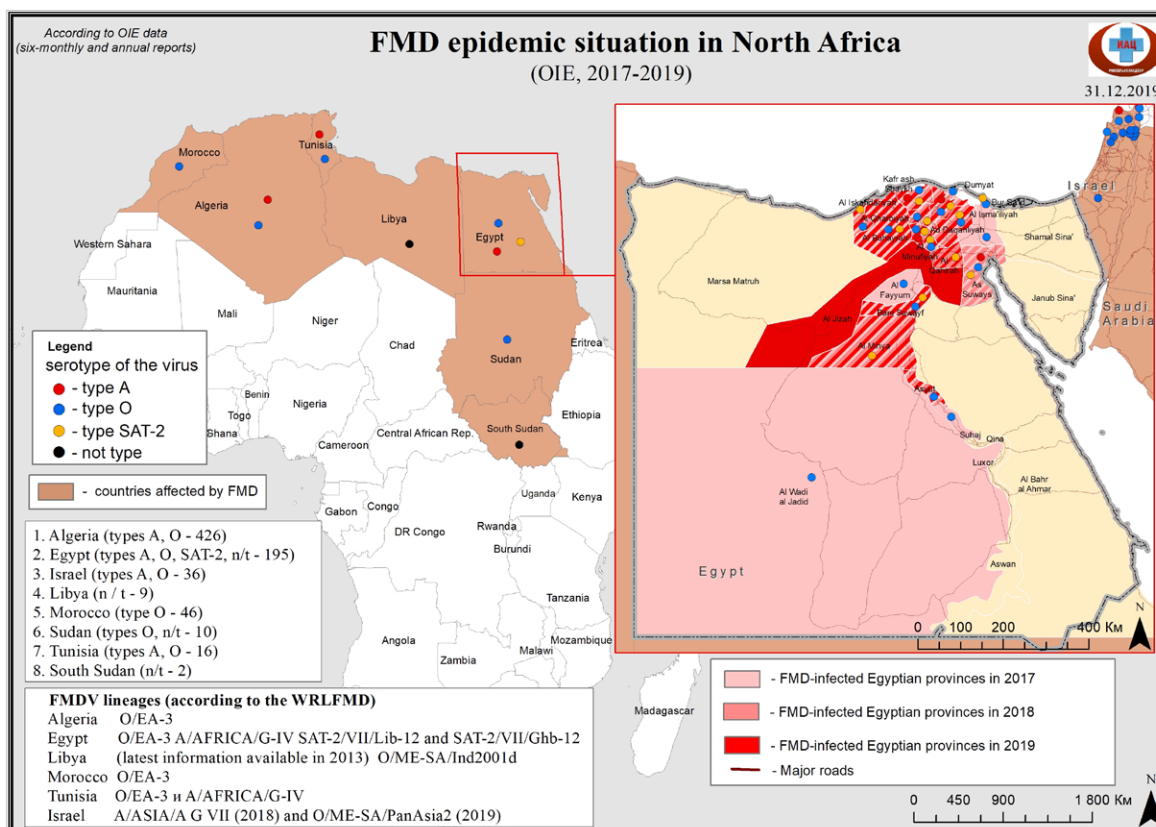 According to OIE data
(six-monthly and annual reports)
FMD epidemic situation in North Africa
(OIE, 2017-2019)
ИАЦ
31.12.2019
Morocco
Tunisia
Algeria
Libya
Egypt
Western Sahara
Mauritania
Mali
Niger
Chad
Sudan
Eritrea
Benin
Togo
Ghana
Nigeria
Cameroon
Central African Rep.
South Sudan
Ethiopia
Uganda
Kenya
Gabon
Congo
DR Congo
Rwanda
Burundi
Tanzania
Angola
Zambia
Malawi
Mozambique
Madagascar
Legend
serotype of the virus
- type A
- type O
- type SAT-2
- not type
- countries affected by FMD
1. Algeria (types A, O - 426)
2. Egypt (types A, O, SAT-2, n/t - 195)
3. Israel (types A, O - 36)
4. Libya (n / t - 9)
5. Morocco (type O - 46)
6. Sudan (types O, n/t - 10)
7. Tunisia (types A, O - 16)
8. South Sudan (n/t - 2)
FMDV lineages (according to the WRLFMD)
Algeria O/EA-3
Egypt O/EA-3 A/AFRICA/G-IV SAT-2/VII/Lib-12 and SAT-2/VII/Ghb-12
Libya (latest information available in 2013) O/ME-SA/Ind2001d
Morocco O/EA-3
Tunisia O/EA-3 и A/AFRICA/G-IV
Israel A/ASIA/A G VII (2018) and O/ME-SA/PanAsia2 (2019)
Kafr ash
Dumyat
Bur Sa'id
Al Isma'iliyah
Israel
Shamal Sina'
Marsa Matruh
Al
Minufiyah
Al
Qahirah
As
Suways
Janub Sina'
Saudi
Arabia
Al
Fayyum
Al Jizah
Bani Suwayf
Al Minya
Asyut
Suhaj
Qina
Luxor
Al Bahr
al Ahmar
Al Wadi
al Jadid
Aswan
Egypt
N
0 100 200 400 Км
- FMD-infected Egyptian provinces in 2017
- FMD-infected Egyptian provinces in 2018
- FMD-infected Egyptian provinces in 2019
- Major roads
N
0 450 900 1 800 Км